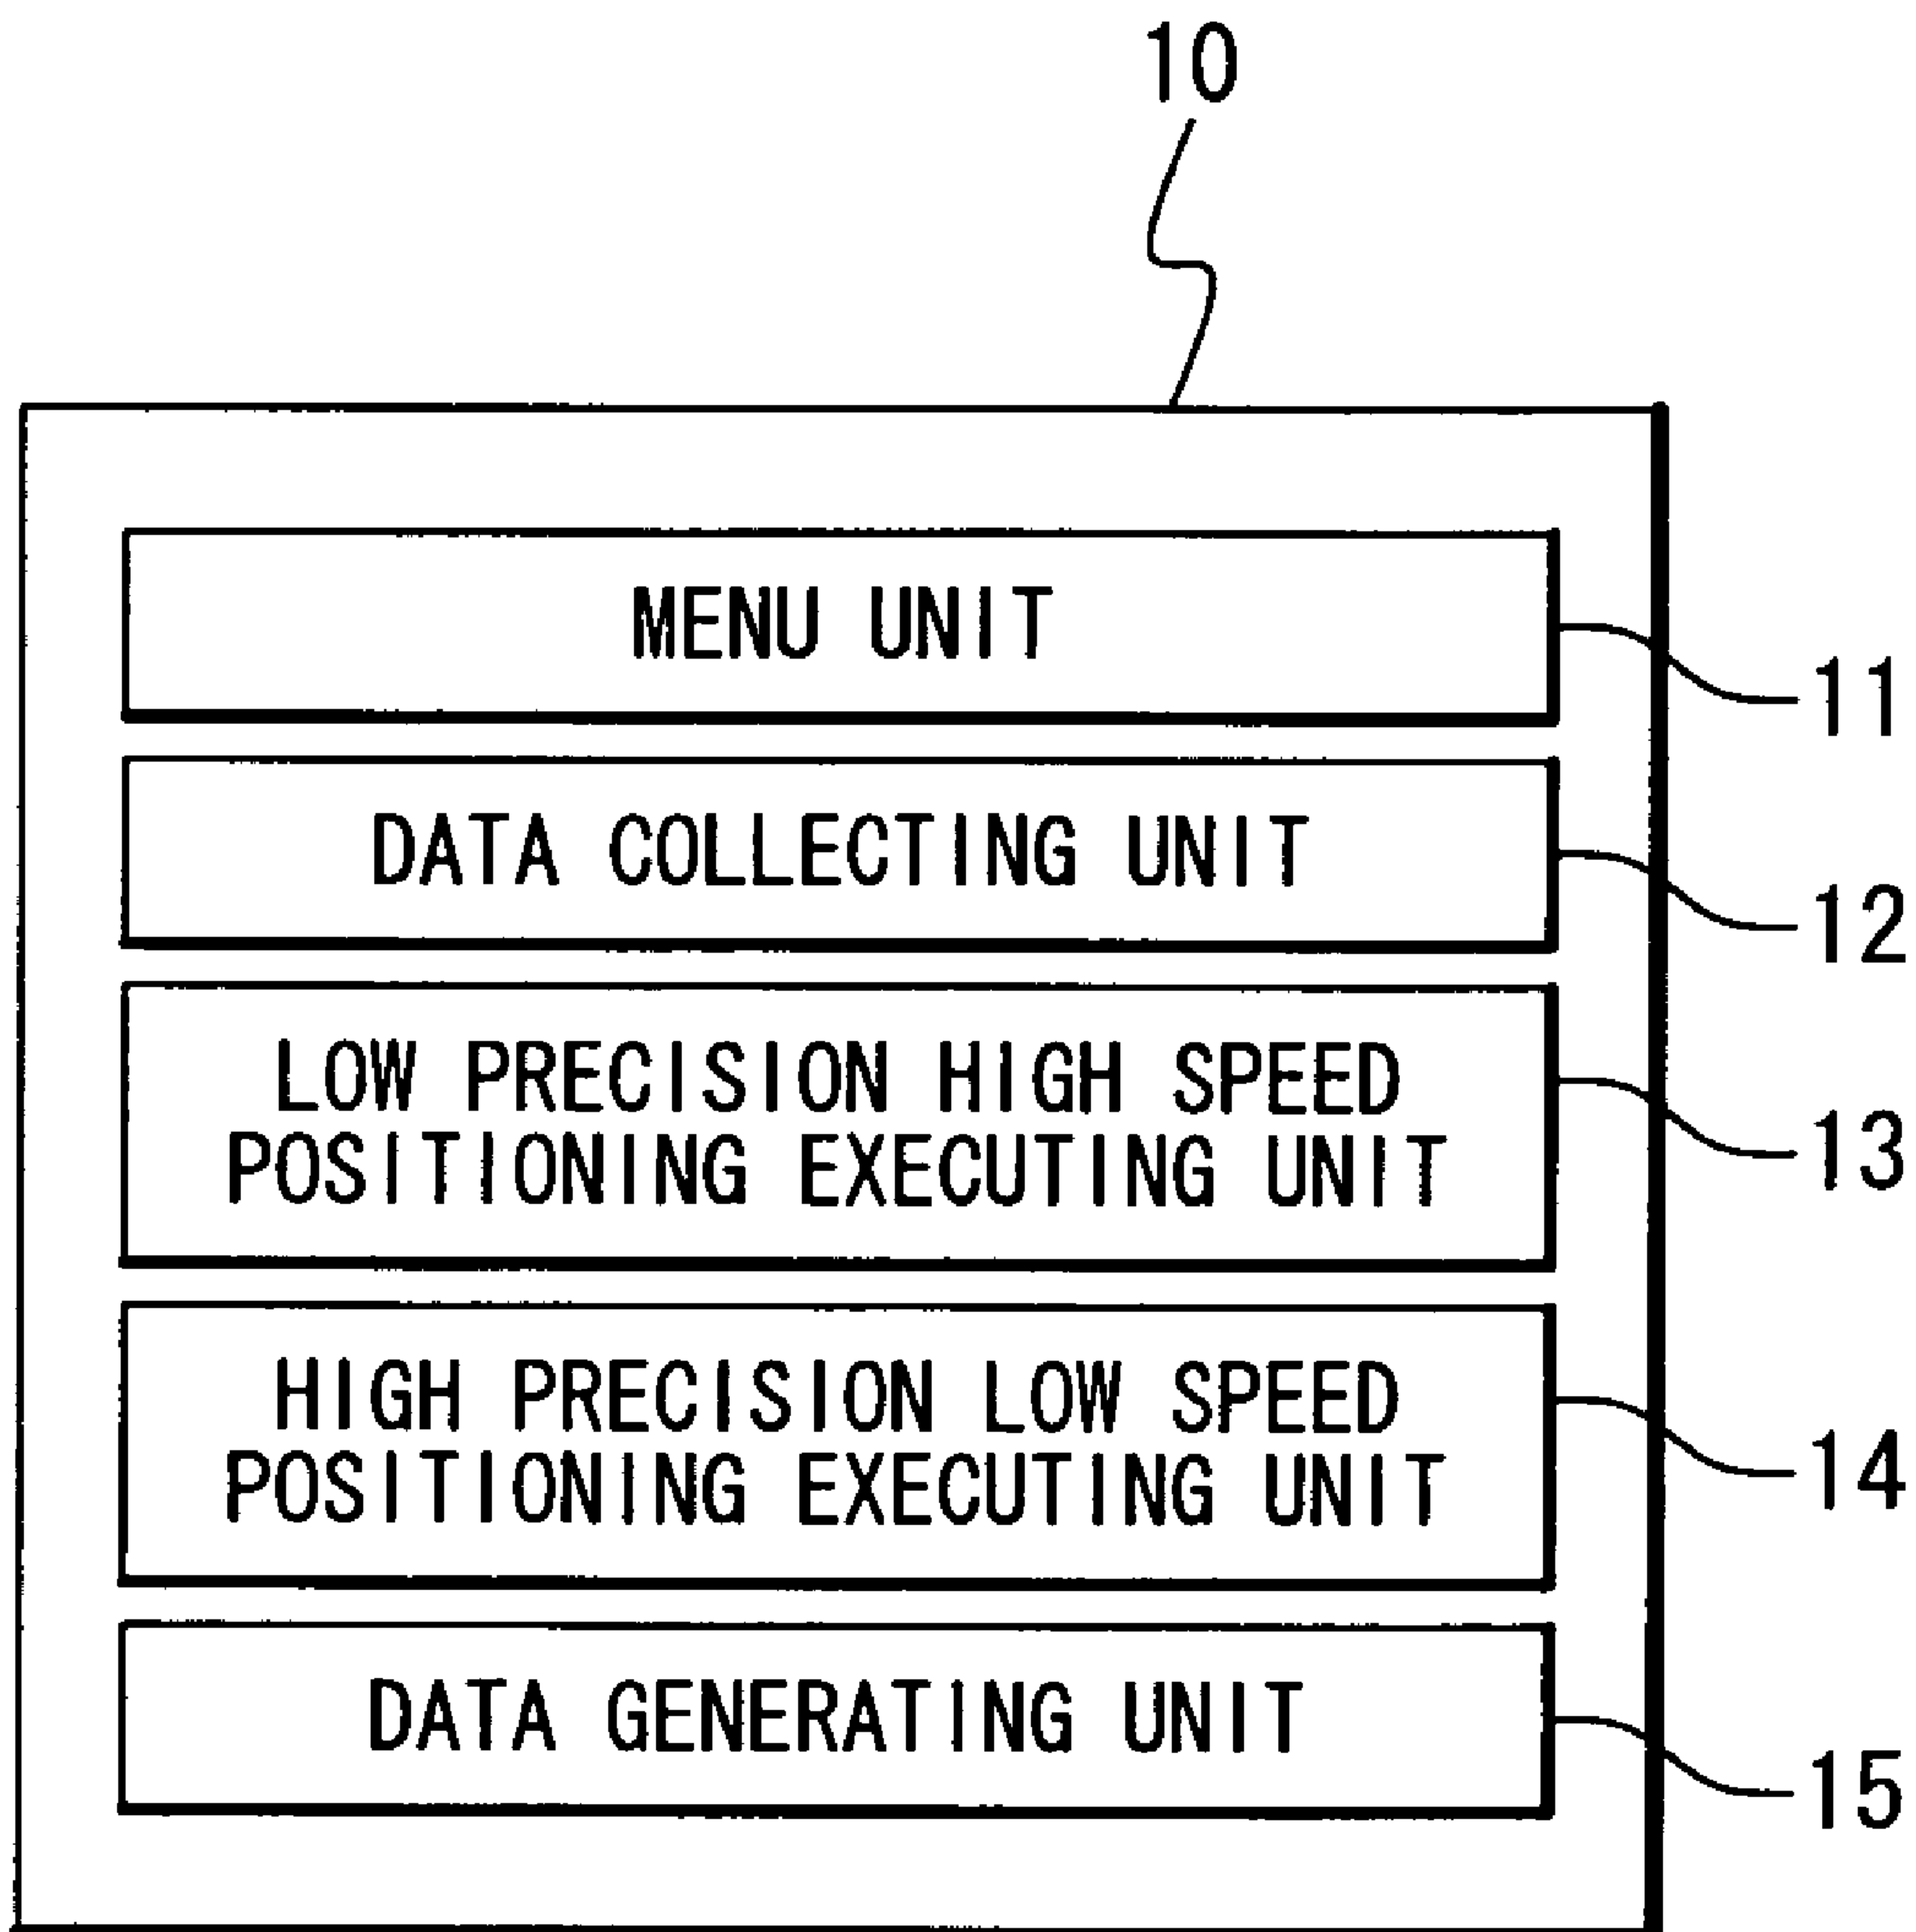 10
MENU UNIT
11
DATA COLLECTING UNIT
12
LOW PRECISION HIGH SPEED
POSITIONING EXECUTING UNIT
13
HIGH PRECISION LOW SPEED
POSITIONING EXECUTING UNIT
14
DATA GENERATING UNIT
15